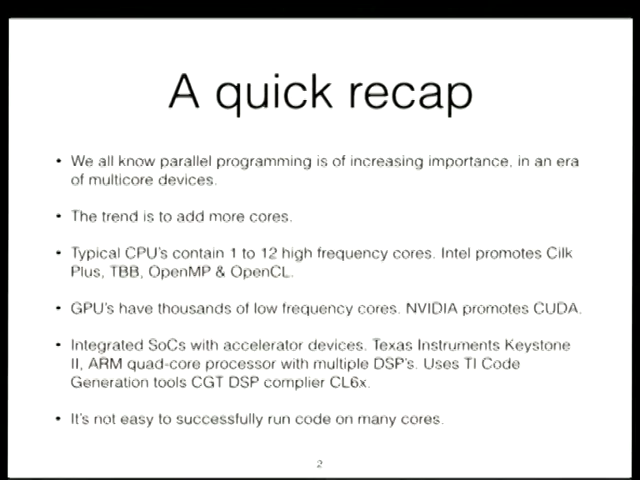 A quick recap
• We all know parallel programming is of increasing importance, in an era
of multicore devices.
• The trend is to add more cores.
• Typical CPU's contain 1 to 12 high frequency cores. Intel promotes Cilk
Plus, TBB, OpenMP & OpenCL.
• GPU's have thousands of low frequency cores. NVIDIA promotes CUDA.
• Integrated SoCs with accelerator devices. Texas Instruments Keystone
II, ARM quad-core processor with multiple DSP's. Uses TI Code
Generation tools CGT DSP complier CL6x.
• It's not easy to successfully run code on many cores.
2